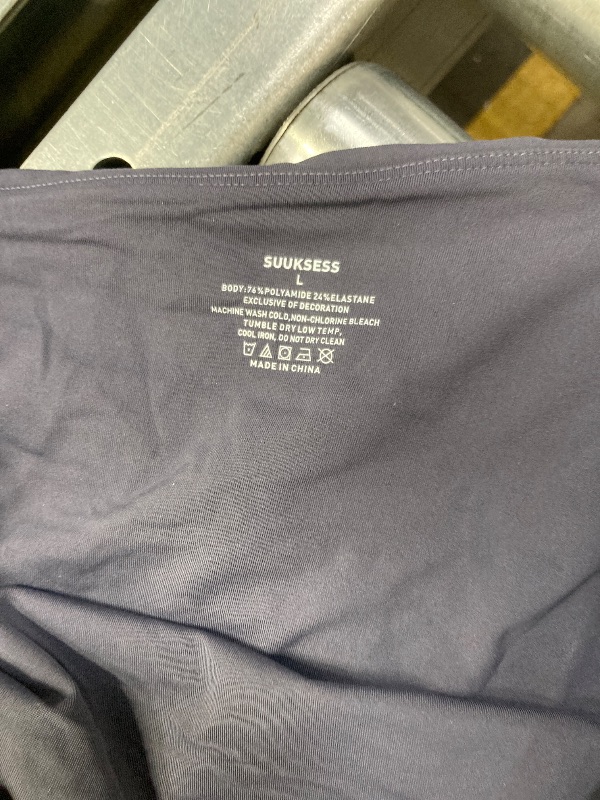 SUUKSESS
L
BODY:76%POLYAMIDE 24%ELASTANE
EXCLUSIVE OF DECORATION
MACHINE WASH COLD,NON-CHLORINE BLEACH
TUMBLE DRY LOW TEMP,
COOL IRON, DO NOT DRY CLEAN
MADE IN CHINA